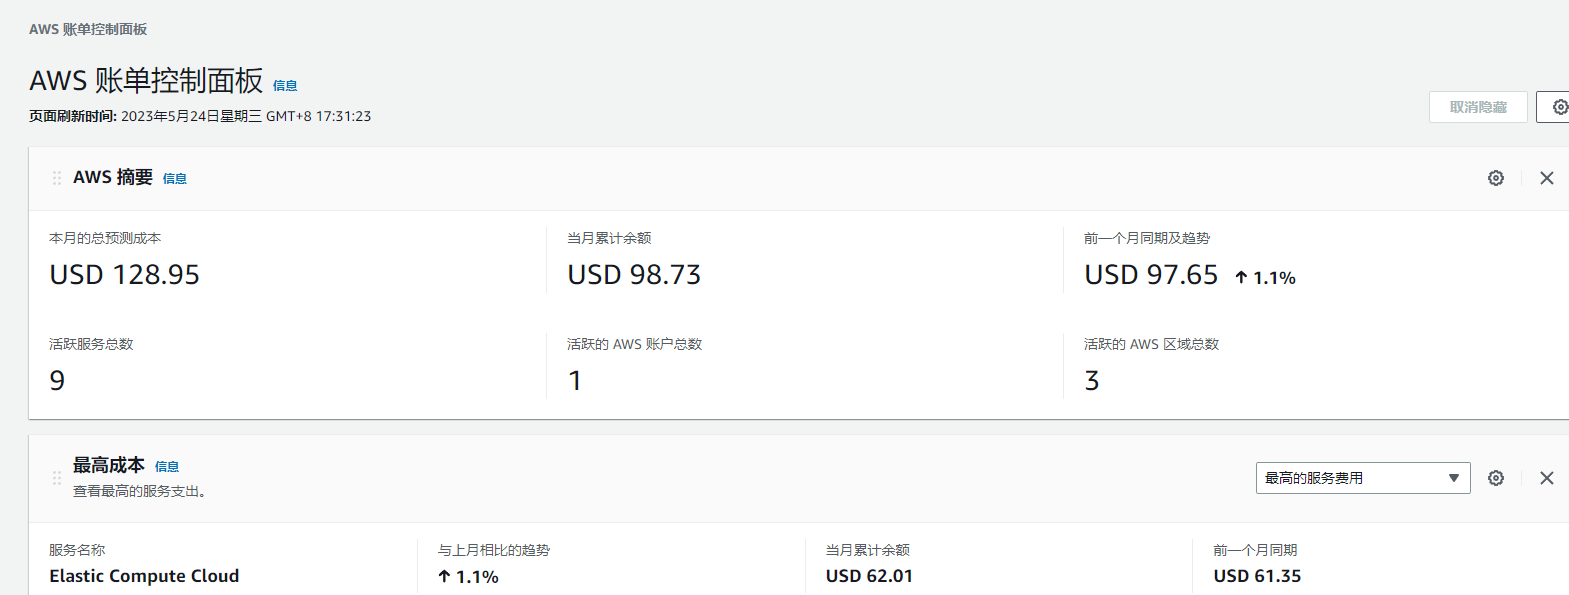 AWS 账单控制面板
AWS 账单控制面板 信息
页面刷新时间: 2023年5月24日星期三 GMT+8 17:31:23
取消隐藏
AWS 摘要 信息
本月的总预测成本 当月累计余额 前一个月同期及趋势
USD 128.95 USD 98.73 USD 97.65 ↑ 1.1%
活跃服务总数 活跃的 AWS 账户总数 活跃的 AWS 区域总数
9 1 3
最高成本 信息
查看最高的服务支出。
最高的服务费用
服务名称 与上月相比的趋势 当月累计余额 前一个月同期
Elastic Compute Cloud ↑ 1.1% USD 62.01 USD 61.35